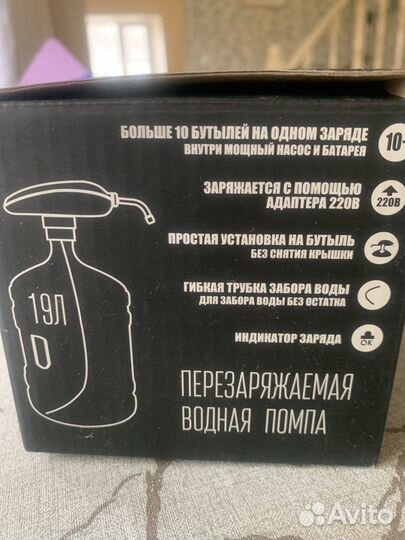 БОЛЬШЕ 10 БУТЫЛЕЙ НА ОДНОМ ЗАРЯДЕ
ВНУТРИ МОЩНЫЙ НАСОС И БАТАРЕЯ
10+
ЗАРЯЖАЕТСЯ С ПОМОЩЬЮ
АДАПТЕРА 220В
220В
ПРОСТАЯ УСТАНОВКА НА БУТЫЛЬ
БЕЗ СНЯТИЯ КРЫШКИ
ГИБКАЯ ТРУБКА ЗАБОРА ВОДЫ
ДЛЯ ЗАБОРА ВОДЫ БЕЗ ОСТАТКА
ИНДИКАТОР ЗАРЯДА
OK
19Л
ПЕРЕЗАРЯЖАЕМАЯ
ВОДНАЯ ПОМПА
Avito